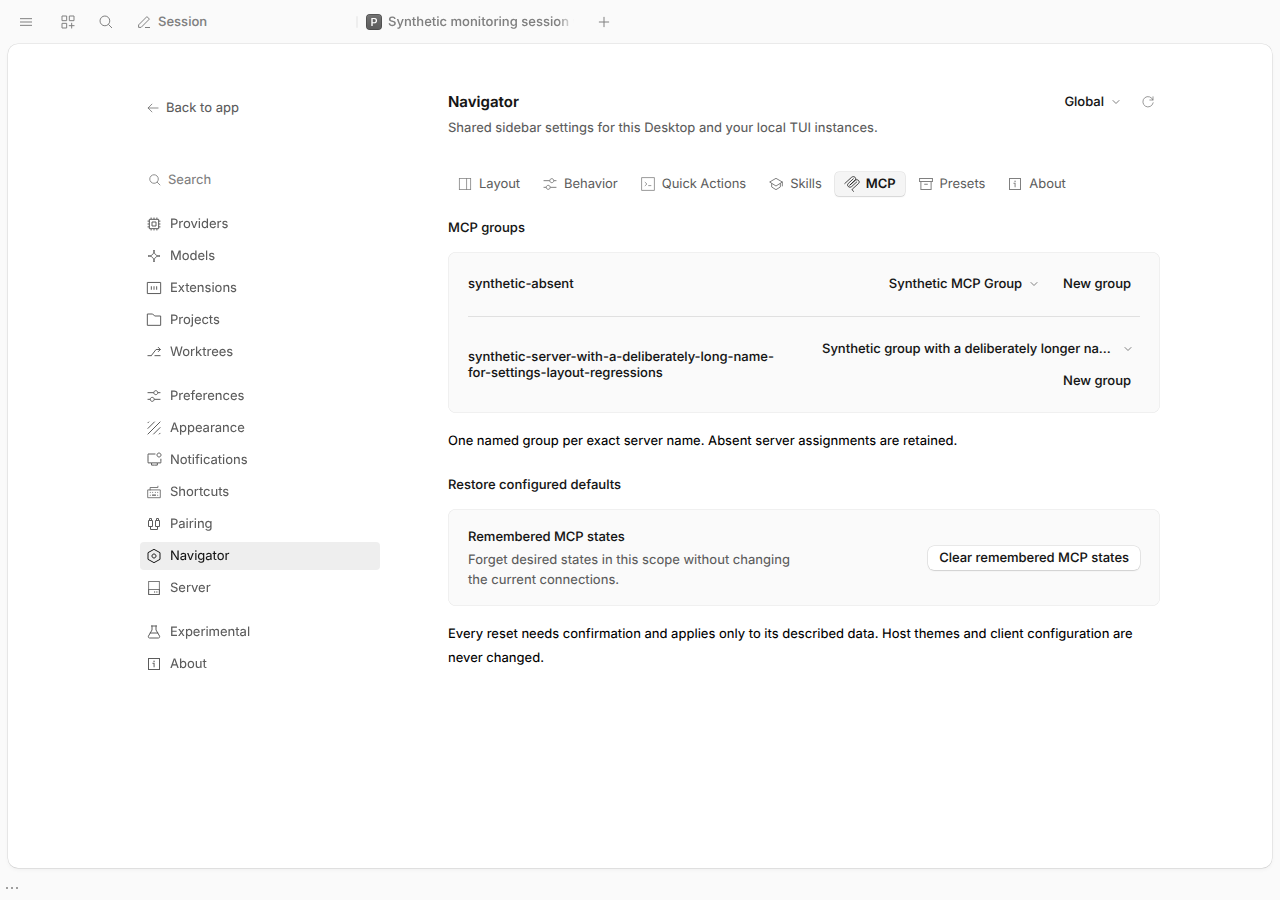 Session
P Synthetic monitoring session
Back to app
Search
Providers
Models
Extensions
Projects
Worktrees
Preferences
Appearance
Notifications
Shortcuts
Pairing
Navigator
Server
Experimental
About
Navigator
Global
Shared sidebar settings for this Desktop and your local TUI instances.
Layout Behavior Quick Actions Skills MCP Presets About
MCP groups
synthetic-absent Synthetic MCP Group New group
synthetic-server-with-a-deliberately-long-name-
for-settings-layout-regressions
Synthetic group with a deliberately longer na...
New group
One named group per exact server name. Absent server assignments are retained.
Restore configured defaults
Remembered MCP states
Forget desired states in this scope without changing
the current connections.
Clear remembered MCP states
Every reset needs confirmation and applies only to its described data. Host themes and client configuration are
never changed.